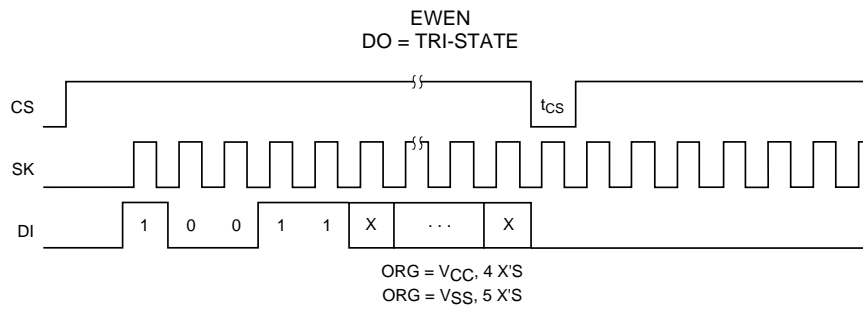 EWEN
DO = TRI-STATE
CS
tCS
SK
DI
1 0 0 1 1 X · · · X
ORG = VCC, 4 X'S
ORG = VSS, 5 X'S